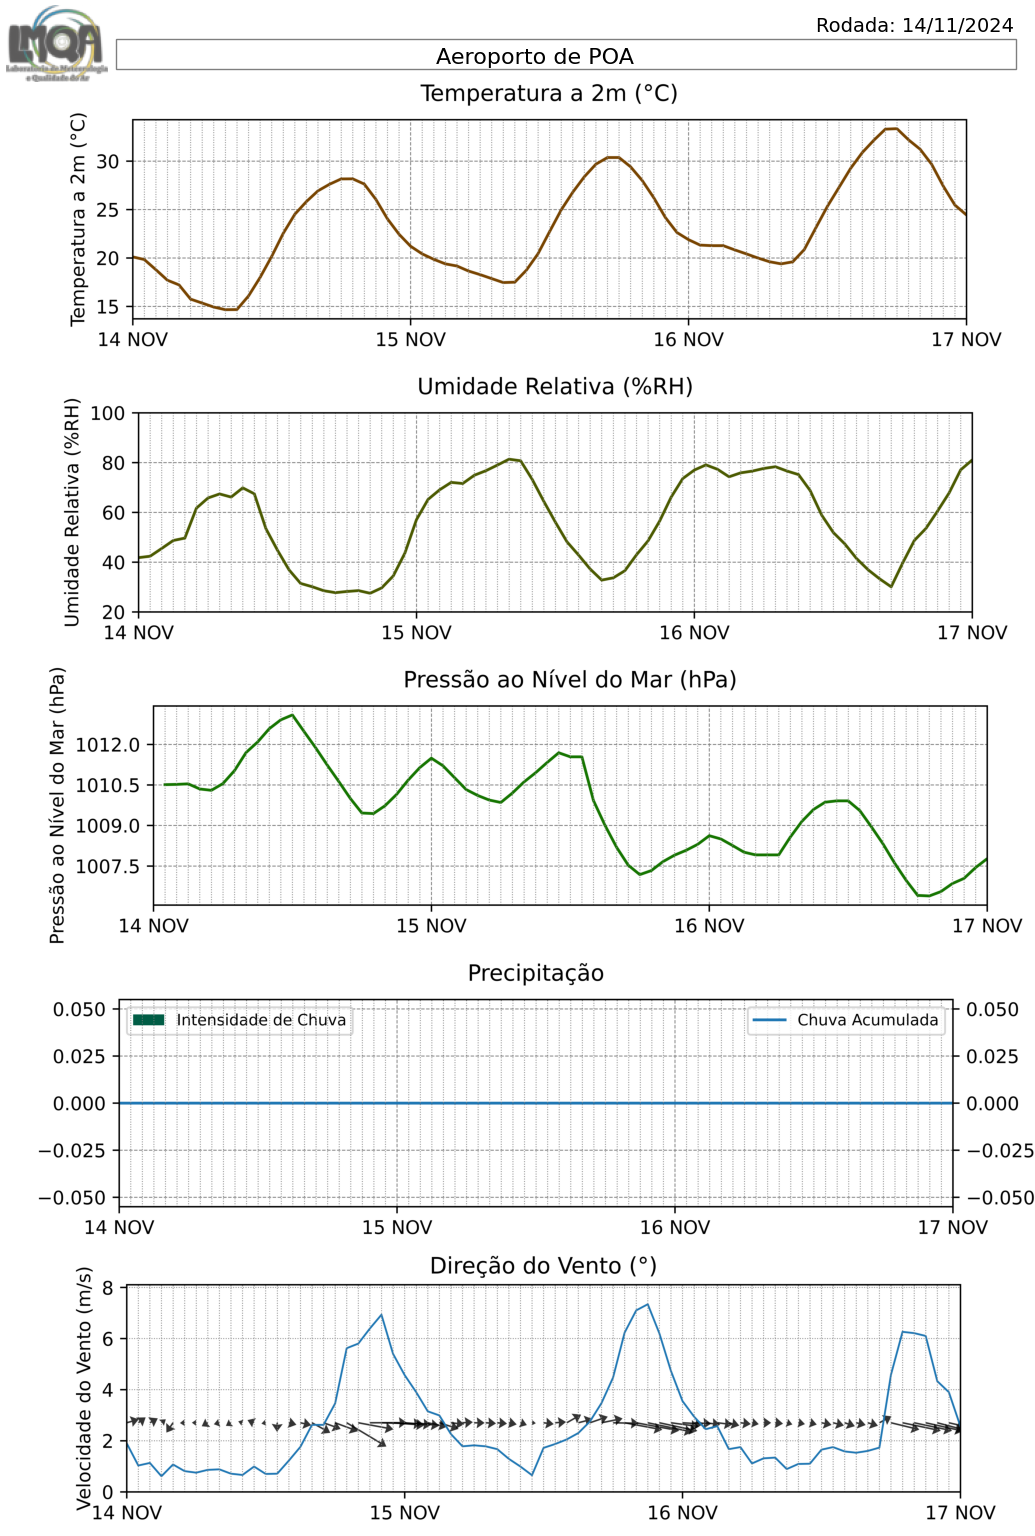 LMQA
Laboratório de Meteorologia
e Qualidade do Ar
Rodada: 14/11/2024
Aeroporto de POA
Temperatura a 2m (°C)
Temperatura a 2m (°C)
30
25
20
15
14 NOV 15 NOV 16 NOV 17 NOV
Umidade Relativa (%RH)
Umidade Relativa (%RH)
100
80
60
40
20
14 NOV 15 NOV 16 NOV 17 NOV
Pressão ao Nível do Mar (hPa)
Pressão ao Nível do Mar (hPa)
1012.0
1010.5
1009.0
1007.5
14 NOV 15 NOV 16 NOV 17 NOV
Precipitação
0.050 Intensidade de Chuva Chuva Acumulada 0.050
0.025 0.025
0.000 0.000
−0.025 −0.025
−0.050 −0.050
14 NOV 15 NOV 16 NOV 17 NOV
Direção do Vento (°)
Velocidade do Vento (m/s)
8
6
4
2
0
14 NOV 15 NOV 16 NOV 17 NOV